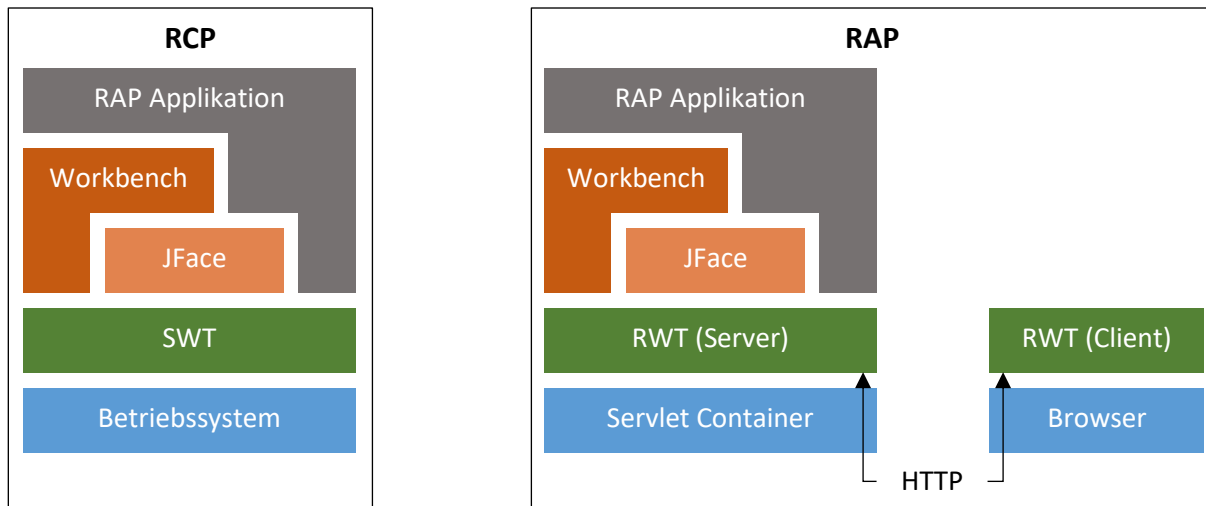 RCP
RAP Applikation
Workbench
JFace
SWT
Betriebssystem
RAP
RAP Applikation
Workbench
JFace
RWT (Server)
RWT (Client)
Servlet Container
Browser
HTTP